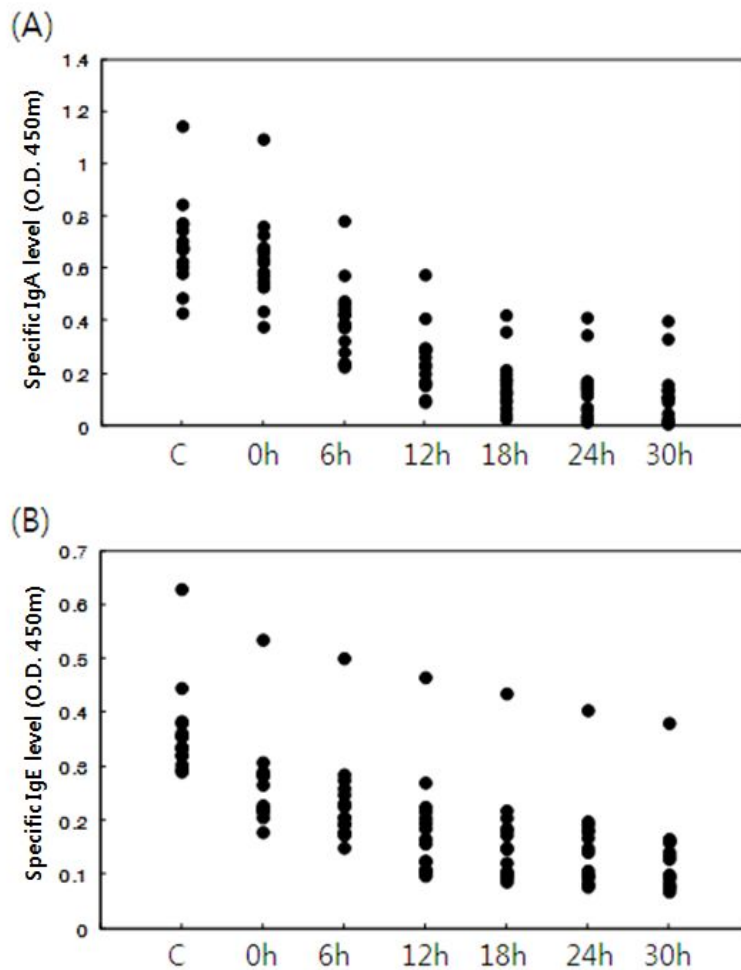 (A)
Specific IgA level (O.D. 450m)
1.4
1.2
1
0.8
0.6
0.4
0.2
0
C 0h 6h 12h 18h 24h 30h
(B)
Specific IgE level (O.D. 450m)
0.7
0.6
0.5
0.4
0.3
0.2
0.1
0
C 0h 6h 12h 18h 24h 30h